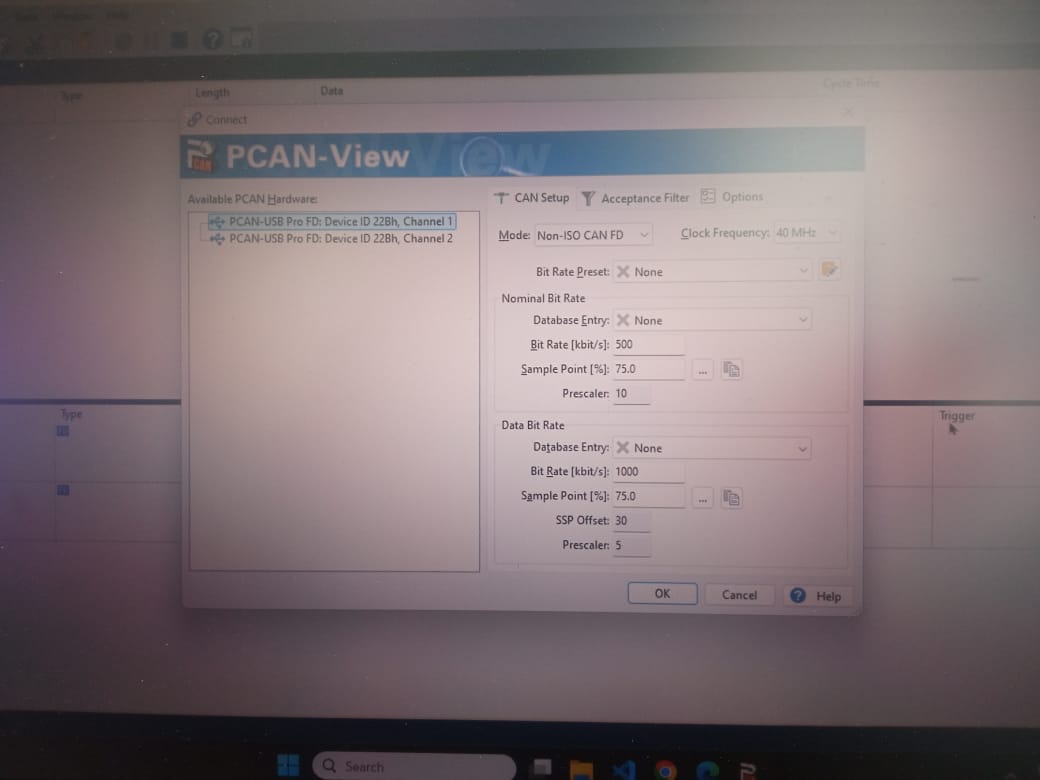 Help
Type
Length
Data
Cycle Time
Connect
PCAN-View
Available PCAN Hardware:
PCAN-USB Pro FD: Device ID 22Bh, Channel 1
PCAN-USB Pro FD: Device ID 22Bh, Channel 2
CAN Setup
Acceptance Filter
Options
Mode: Non-ISO CAN FD
Clock Frequency: 40 MHz
Bit Rate Preset: None
Nominal Bit Rate
Database Entry: None
Bit Rate [kbit/s]: 500
Sample Point [%]: 75.0
...
Prescaler: 10
Data Bit Rate
Database Entry: None
Bit Rate [kbit/s]: 1000
Sample Point [%]: 75.0
...
SSP Offset: 30
Prescaler: 5
OK
Cancel
Help
Type
Trigger
Search